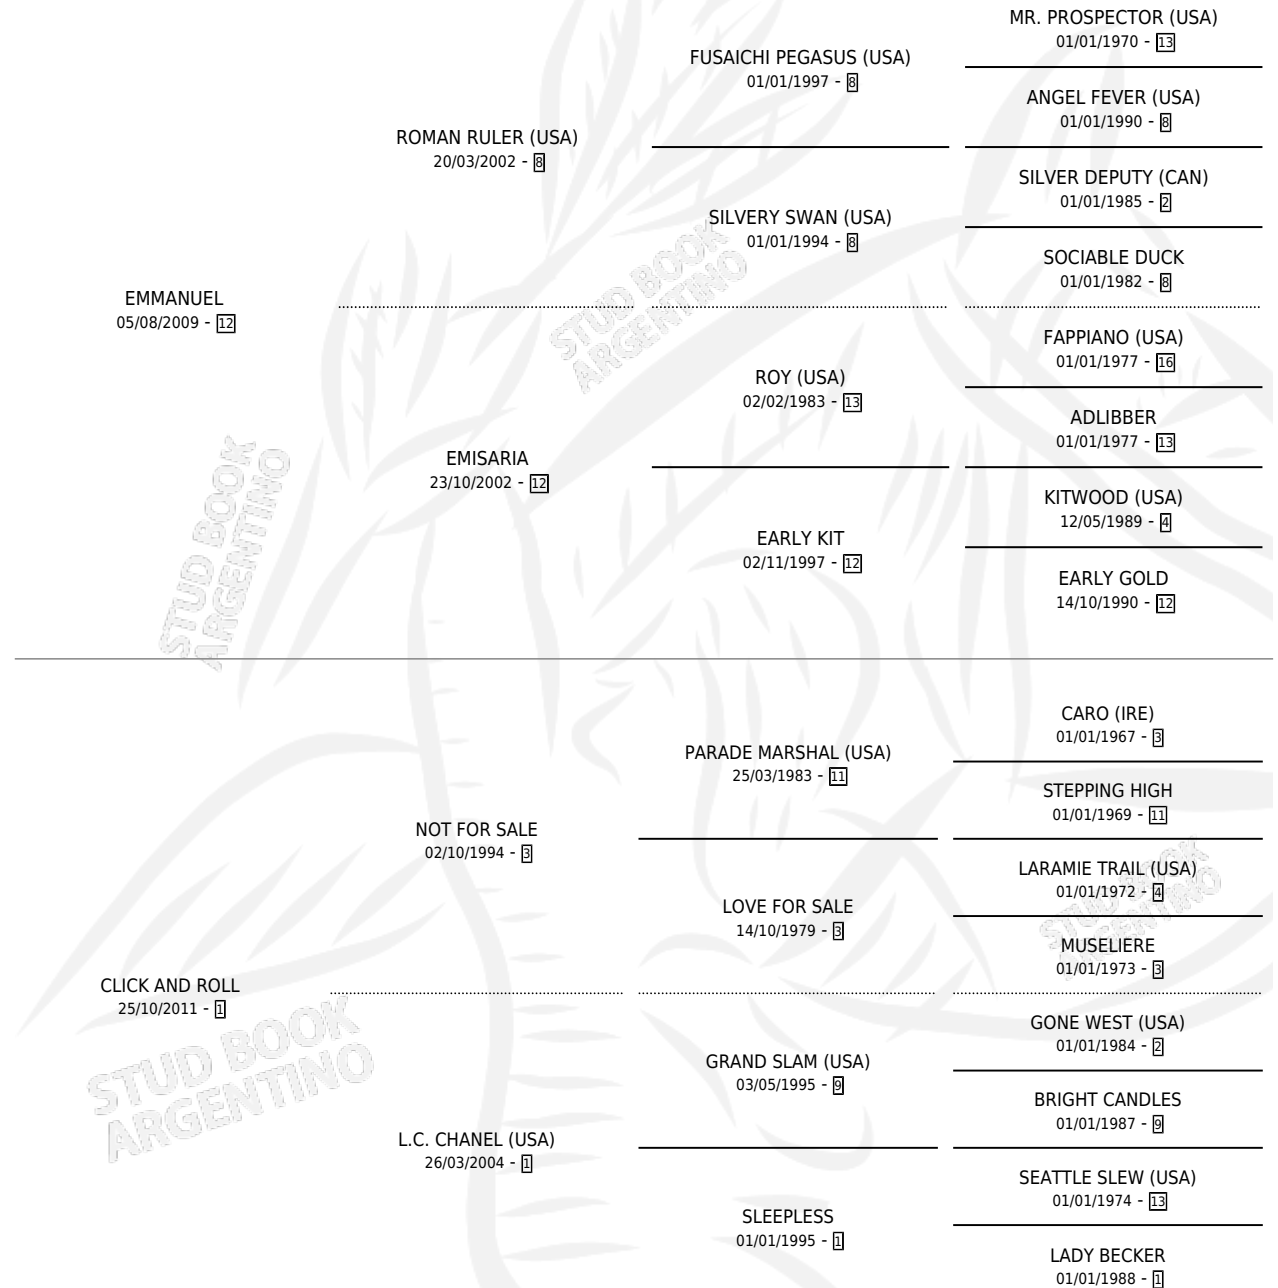 MR. PROSPECTOR (USA)
01/01/1970 - 13
FUSAICHI PEGASUS (USA)
01/01/1997 - 8
ANGEL FEVER (USA)
01/01/1990 - 8
ROMAN RULER (USA)
20/03/2002 - 8
SILVER DEPUTY (CAN)
01/01/1985 - 2
SILVERY SWAN (USA)
01/01/1994 - 8
SOCIABLE DUCK
01/01/1982 - 8
EMMANUEL
05/08/2009 - 12
FAPPIANO (USA)
01/01/1977 - 16
ROY (USA)
02/02/1983 - 13
ADLIBBER
01/01/1977 - 13
EMISARIA
23/10/2002 - 12
KITWOOD (USA)
12/05/1989 - 4
EARLY KIT
02/11/1997 - 12
EARLY GOLD
14/10/1990 - 12
CARO (IRE)
01/01/1967 - 3
PARADE MARSHAL (USA)
25/03/1983 - 11
STEPPING HIGH
01/01/1969 - 11
NOT FOR SALE
02/10/1994 - 3
LARAMIE TRAIL (USA)
01/01/1972 - 4
LOVE FOR SALE
14/10/1979 - 3
MUSELIERE
01/01/1973 - 3
CLICK AND ROLL
25/10/2011 - 1
GONE WEST (USA)
01/01/1984 - 2
GRAND SLAM (USA)
03/05/1995 - 9
BRIGHT CANDLES
01/01/1987 - 9
L.C. CHANEL (USA)
26/03/2004 - 1
SEATTLE SLEW (USA)
01/01/1974 - 13
SLEEPLESS
01/01/1995 - 1
LADY BECKER
01/01/1988 - 1
STUD BOOK
ARGENTINO
STUD BOOK
ARGENTINO
STUD BOOK
ARGENTINO
STUD BOOK
ARGENTINO